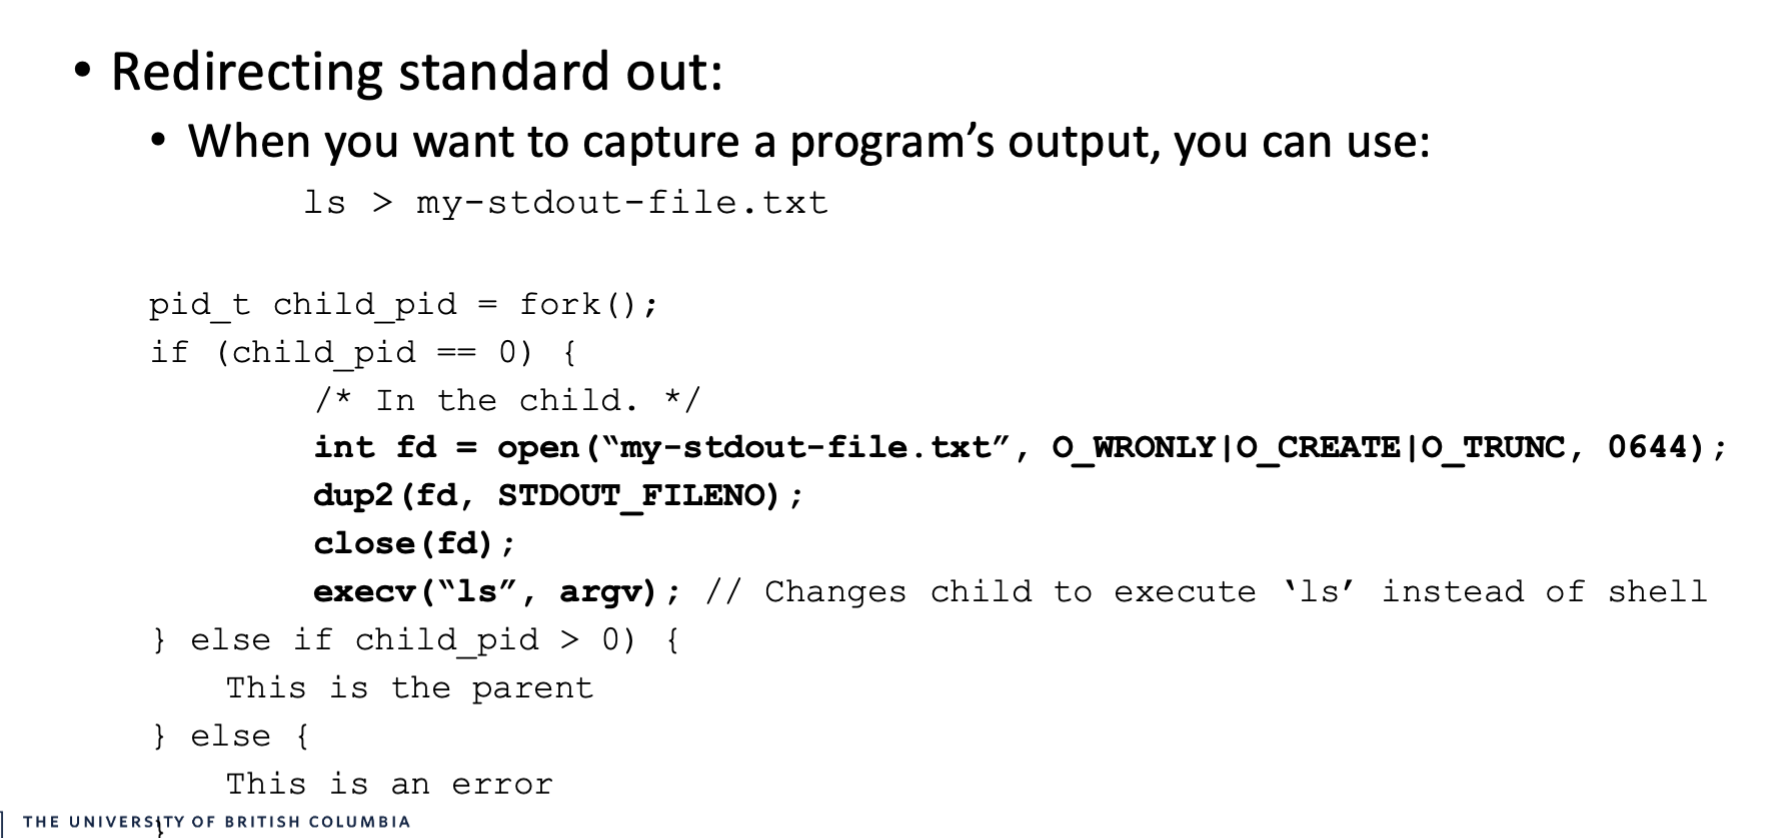 • Redirecting standard out:
• When you want to capture a program’s output, you can use:
ls > my-stdout-file.txt
pid_t child_pid = fork();
if (child_pid == 0) {
/* In the child. */
int fd = open(“my-stdout-file.txt”, O_WRONLY|O_CREATE|O_TRUNC, 0644);
dup2(fd, STDOUT_FILENO);
close(fd);
execv(“ls”, argv); // Changes child to execute ‘ls’ instead of shell
} else if child_pid > 0) {
This is the parent
} else {
This is an error
}
THE UNIVERSITY OF BRITISH COLUMBIA